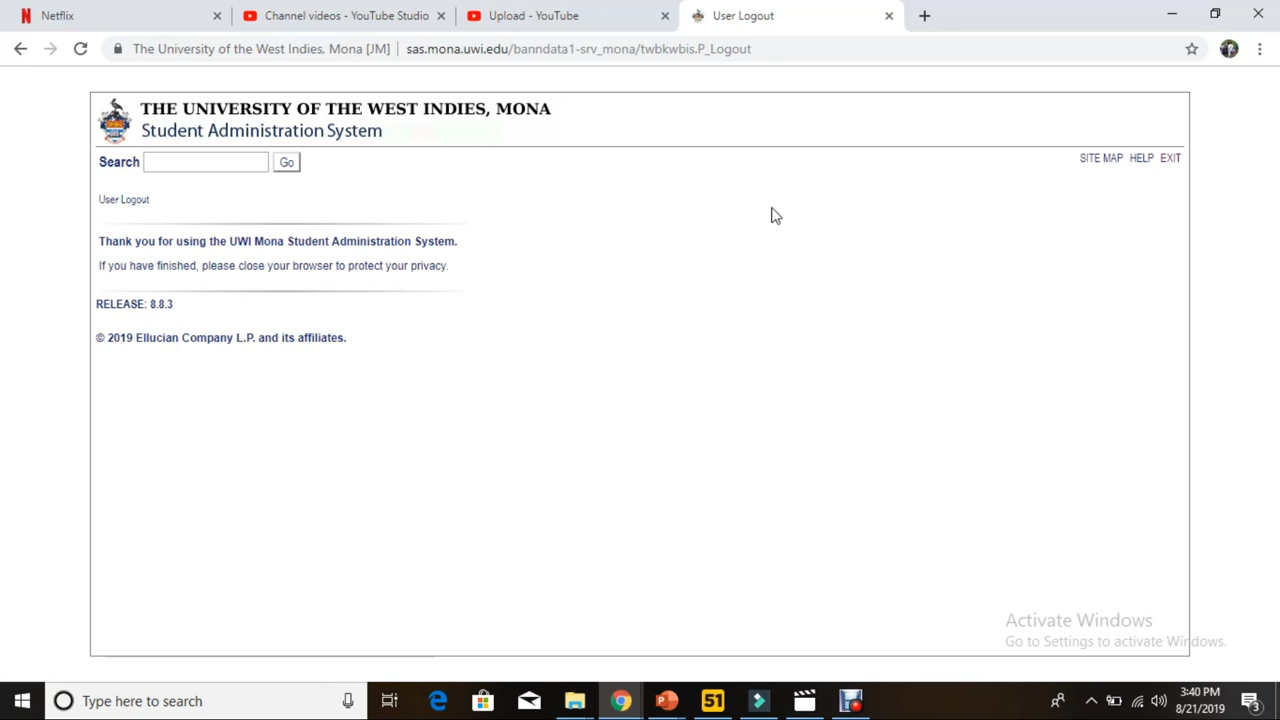 Netflix
Channel videos - YouTube Studio
Upload - YouTube
User Logout
The University of the West Indies, Mona [JM] | sas.mona.uwi.edu/banndata1-srv_mona/twbkwbis.P_Logout
THE UNIVERSITY OF THE WEST INDIES, MONA
Student Administration System
Search Go
SITE MAP HELP EXIT
User Logout
Thank you for using the UWI Mona Student Administration System.
If you have finished, please close your browser to protect your privacy.
RELEASE: 8.8.3
© 2019 Ellucian Company L.P. and its affiliates.
Activate Windows
Go to Settings to activate Windows.
Type here to search
51
3:40 PM
8/21/2019
3